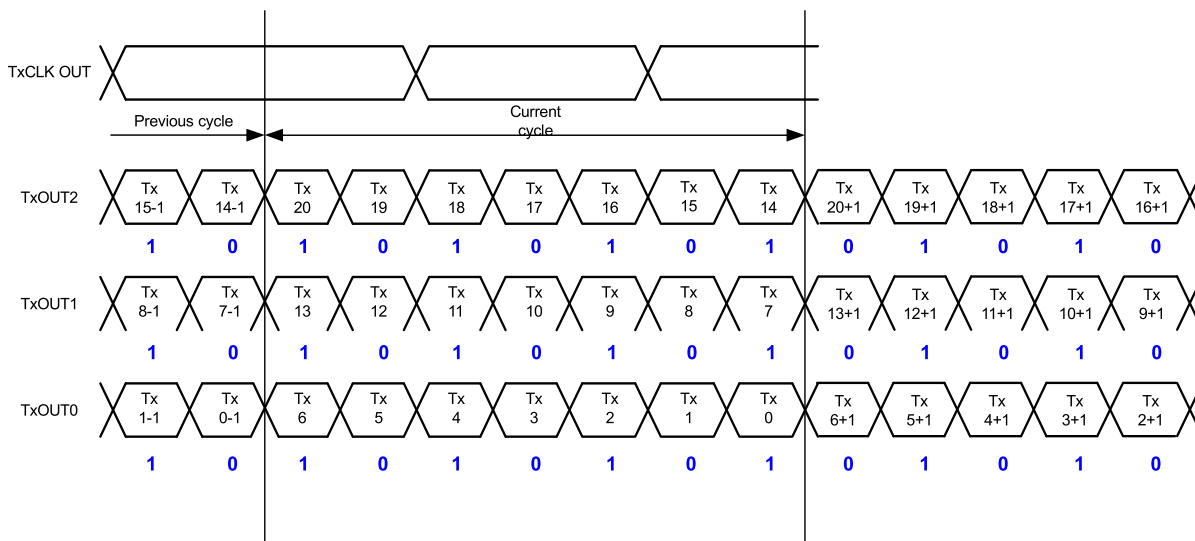 TxCLK OUT
Previous cycle
Current
cycle
TxOUT2
Tx Tx Tx Tx Tx Tx Tx Tx Tx Tx Tx Tx Tx Tx
15-1 14-1 20 19 18 17 16 15 14 20+1 19+1 18+1 17+1 16+1
1 0 1 0 1 0 1 0 1 0 1 0 1 0
TxOUT1
Tx Tx Tx Tx Tx Tx Tx Tx Tx Tx Tx Tx Tx Tx
8-1 7-1 13 12 11 10 9 8 7 13+1 12+1 11+1 10+1 9+1
1 0 1 0 1 0 1 0 1 0 1 0 1 0
TxOUT0
Tx Tx Tx Tx Tx Tx Tx Tx Tx Tx Tx Tx Tx Tx
1-1 0-1 6 5 4 3 2 1 0 6+1 5+1 4+1 3+1 2+1
1 0 1 0 1 0 1 0 1 0 1 0 1 0